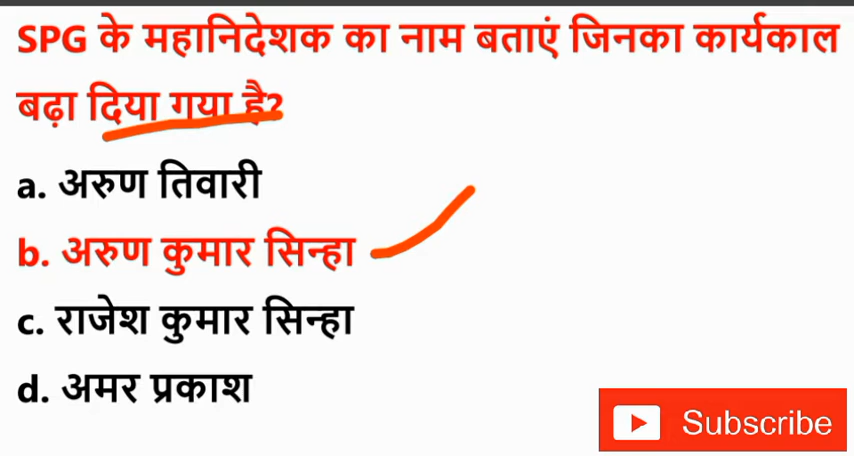 SPG के महानिदेशक का नाम बताएं जिनका कार्यकाल
बढ़ा दिया गया है?
a. अरुण तिवारी
b. अरुण कुमार सिन्हा
c. राजेश कुमार सिन्हा
d. अमर प्रकाश
Subscribe